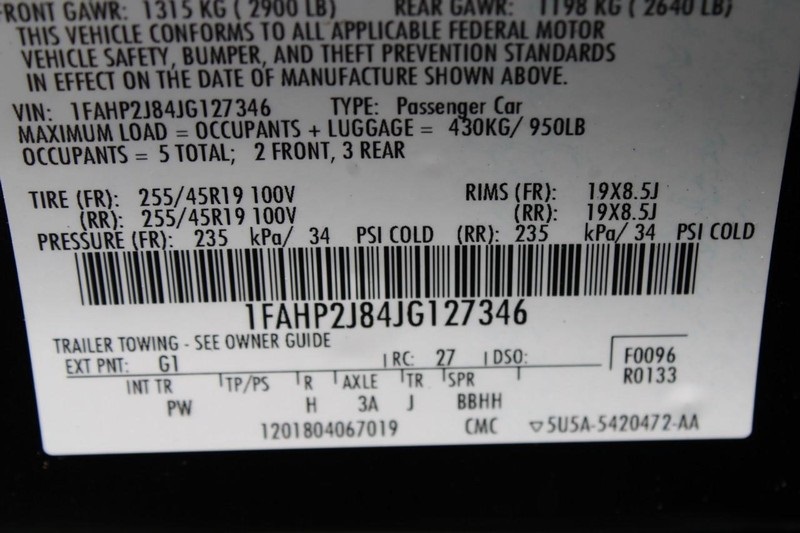 FRONT GAWR: 1315 KG ( 2900 LB) REAR GAWR: 1198 KG ( 2640 LB)
THIS VEHICLE CONFORMS TO ALL APPLICABLE FEDERAL MOTOR
VEHICLE SAFETY, BUMPER, AND THEFT PREVENTION STANDARDS
IN EFFECT ON THE DATE OF MANUFACTURE SHOWN ABOVE.
VIN: 1FAHP2J84JG127346 TYPE: Passenger Car
MAXIMUM LOAD = OCCUPANTS + LUGGAGE = 430KG/ 950LB
OCCUPANTS = 5 TOTAL; 2 FRONT, 3 REAR
TIRE (FR): 255/45R19 100V RIMS (FR): 19X8.5J
(RR): 255/45R19 100V (RR): 19X8.5J
PRESSURE (FR): 235 kPa/ 34 PSI COLD (RR): 235 kPa/ 34 PSI COLD
1FAHP2J84JG127346
TRAILER TOWING - SEE OWNER GUIDE
EXT PNT: G1 RC: 27 DSO: F0096
R0133
INT TR TP/PS R AXLE TR SPR
PW H 3A J BBHH
1201804067019 CMC ▽5U5A-5420472-AA